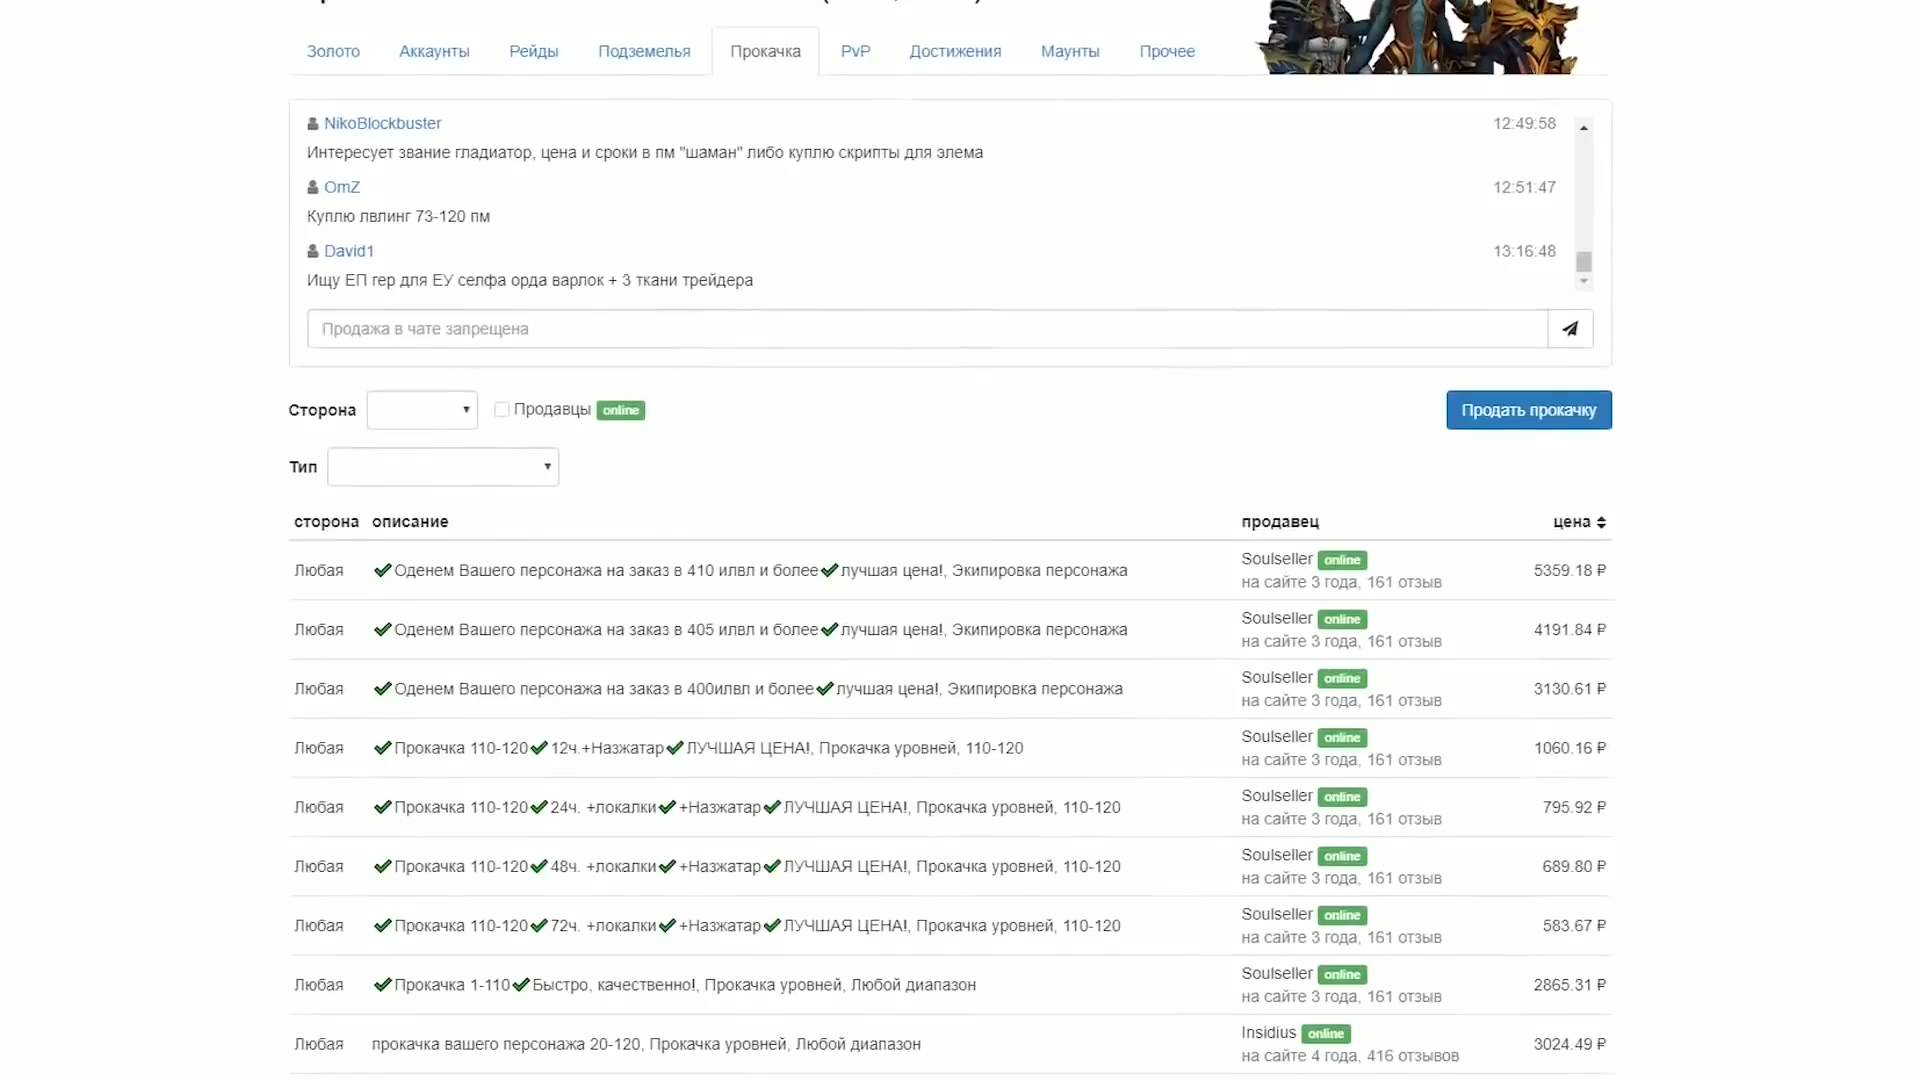 Золото Аккаунты Рейды Подземелья Прокачка PvP Достижения Маунты Прочее
NikoBlockbuster 12:49:58
Интересует звание гладиатор, цена и сроки в пм "шаман" либо куплю скрипты для элема
OmZ 12:51:47
Куплю лвлинг 73-120 пм
David1 13:16:48
Ищу ЕП гер для ЕУ селфа орда варлок + 3 ткани трейдера
Продажа в чате запрещена
Сторона Продавцы online Продать прокачку
Тип
сторона описание продавец цена
Любая ✔Оденем Вашего персонажа на заказ в 410 илвл и более✔лучшая цена!, Экипировка персонажа Soulseller online 5359.18 ₽
на сайте 3 года, 161 отзыв
Любая ✔Оденем Вашего персонажа на заказ в 405 илвл и более✔лучшая цена!, Экипировка персонажа Soulseller online 4191.84 ₽
на сайте 3 года, 161 отзыв
Любая ✔Оденем Вашего персонажа на заказ в 400илвл и более✔лучшая цена!, Экипировка персонажа Soulseller online 3130.61 ₽
на сайте 3 года, 161 отзыв
Любая ✔Прокачка 110-120✔12ч.+Назжатар✔ЛУЧШАЯ ЦЕНА!, Прокачка уровней, 110-120 Soulseller online 1060.16 ₽
на сайте 3 года, 161 отзыв
Любая ✔Прокачка 110-120✔24ч. +локалки✔+Назжатар✔ЛУЧШАЯ ЦЕНА!, Прокачка уровней, 110-120 Soulseller online 795.92 ₽
на сайте 3 года, 161 отзыв
Любая ✔Прокачка 110-120✔48ч. +локалки✔+Назжатар✔ЛУЧШАЯ ЦЕНА!, Прокачка уровней, 110-120 Soulseller online 689.80 ₽
на сайте 3 года, 161 отзыв
Любая ✔Прокачка 110-120✔72ч. +локалки✔+Назжатар✔ЛУЧШАЯ ЦЕНА!, Прокачка уровней, 110-120 Soulseller online 583.67 ₽
на сайте 3 года, 161 отзыв
Любая ✔Прокачка 1-110✔Быстро, качественно!, Прокачка уровней, Любой диапазон Soulseller online 2865.31 ₽
на сайте 3 года, 161 отзыв
Любая прокачка вашего персонажа 20-120, Прокачка уровней, Любой диапазон Insidius online 3024.49 ₽
на сайте 4 года, 416 отзывов